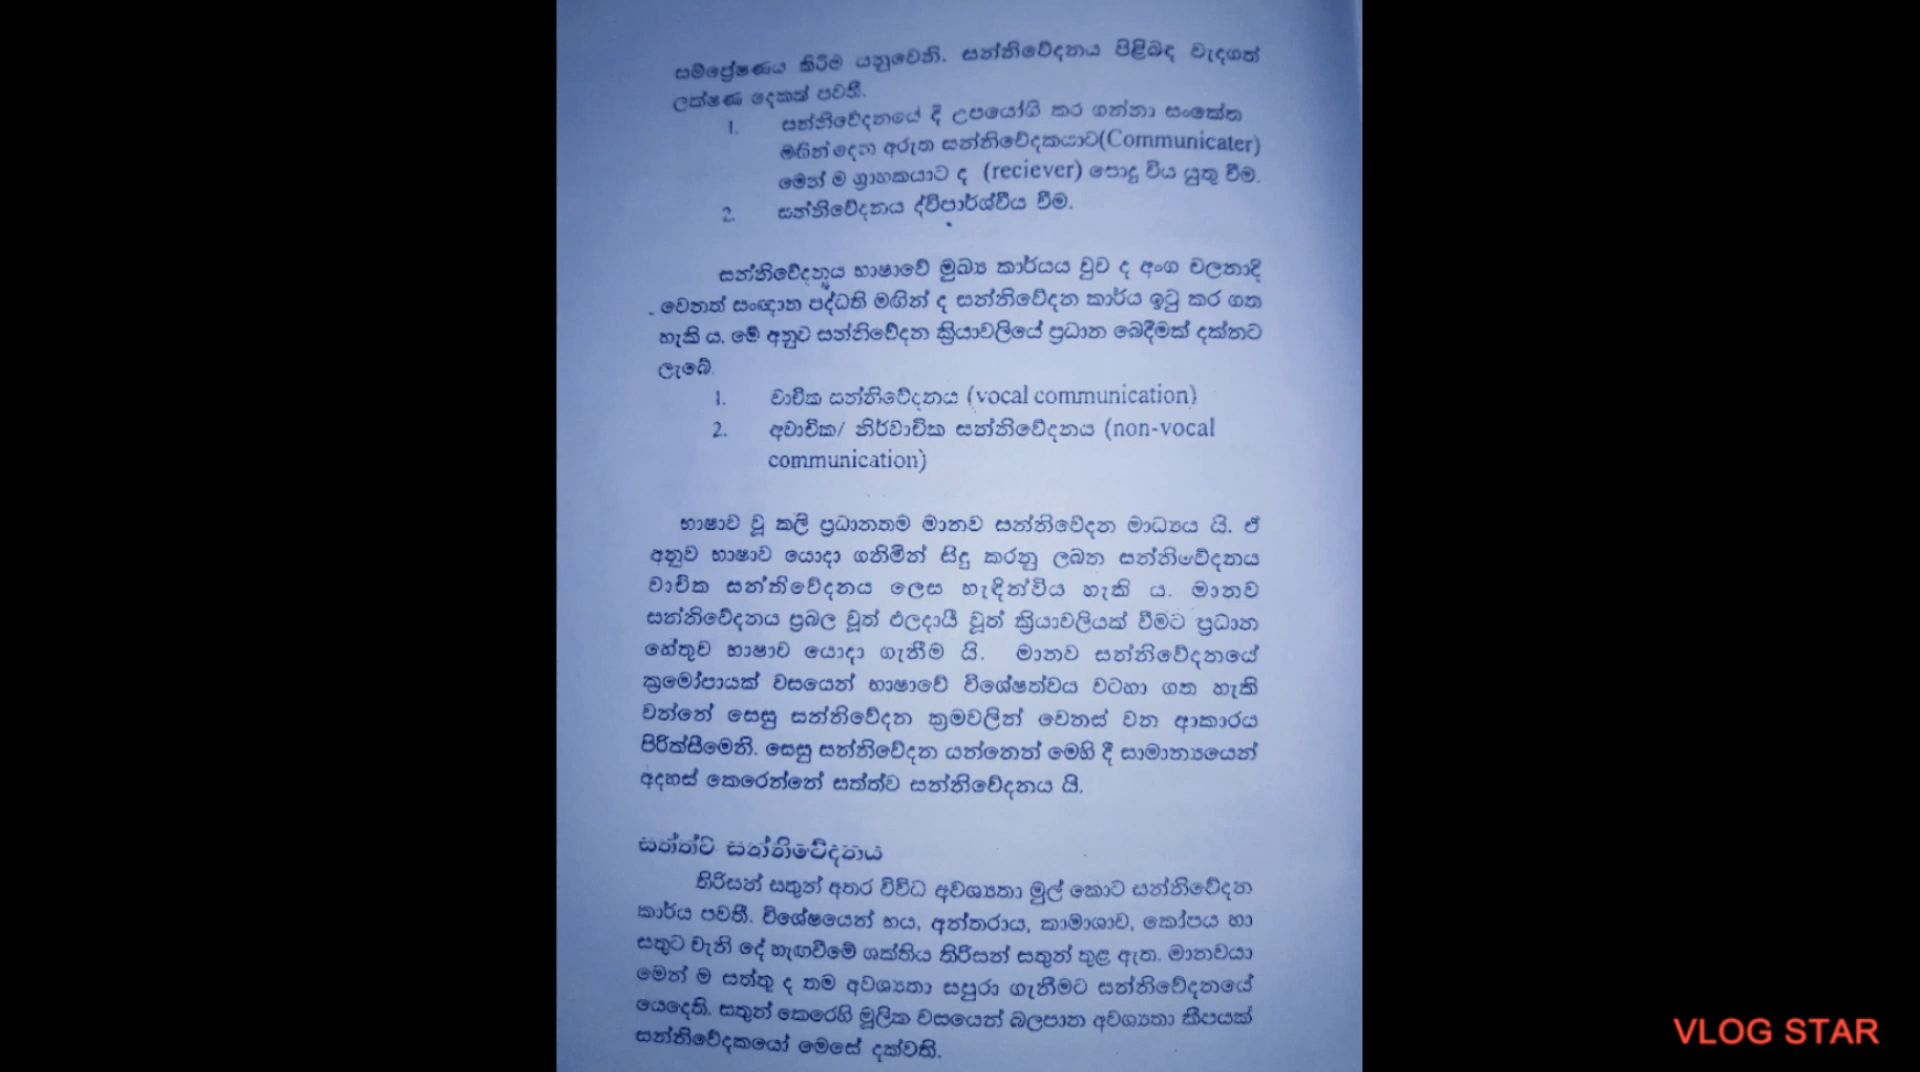 සම්ප්‍රේෂණය කිරීම යනුවෙනි. සන්නිවේදනය පිළිබඳ වැදගත්
ලක්ෂණ දෙකක් පවතී.
1. සන්නිවේදනයේ දී උපයෝගි කර ගන්නා සංකේත
මඟින් දෙන අරුත සන්නිවේදකයාට(Communicater)
මෙන් ම ග්‍රාහකයාට ද (reciever) පොදු විය යුතු වීම.
2. සන්නිවේදනය ද්විපාර්ශ්වීය වීම.
සන්නිවේදනය භාෂාවේ මුඛ්‍ය කාර්යය වුව ද අංග චලනාදි
වෙනත් සංඥාන පද්ධති මඟින් ද සන්නිවේදන කාර්ය ඉටු කර ගත
හැකි ය. මේ අනුව සන්නිවේදන ක්‍රියාවලියේ ප්‍රධාන බෙදීමක් දක්නට
ලැබේ.
1. වාචික සන්නිවේදනය (vocal communication)
2. අවාචික/ නිර්වාචික සන්නිවේදනය (non-vocal
communication)
භාෂාව වූ කලි ප්‍රධානතම මානව සන්නිවේදන මාධ්‍යය යි. ඒ
අනුව භාෂාව යොදා ගනිමින් සිදු කරනු ලබන සන්නිවේදනය
වාචික සන්නිවේදනය ලෙස හැඳින්විය හැකි ය. මානව
සන්නිවේදනය ප්‍රබල වූත් ඵලදායී වූත් ක්‍රියාවලියක් වීමට ප්‍රධාන
හේතුව භාෂාව යොදා ගැනීම යි. මානව සන්නිවේදනයේ
ක්‍රමෝපායක් වසයෙන් භාෂාවේ විශේෂත්වය වටහා ගත හැකි
වන්නේ සෙසු සන්නිවේදන ක්‍රමවලින් වෙනස් වන ආකාරය
පිරික්සීමෙනි. සෙසු සන්නිවේදන යන්නෙන් මෙහි දී සාමාන්‍යයෙන්
අදහස් කෙරෙන්නේ සත්ත්ව සන්නිවේදනය යි.
සත්ත්ව සන්නිවේදනය
තිරිසන් සතුන් අතර විවිධ අවශ්‍යතා මුල් කොට සන්නිවේදන
කාර්ය පවතී. විශේෂයෙන් භය, අන්තරාය, කාමාශාව, කෝපය හා
සතුට වැනි දේ හැඟවීමේ ශක්තිය තිරිසන් සතුන් තුළ ඇත. මානවයා
මෙන් ම සත්තු ද තම අවශ්‍යතා සපුරා ගැනීමට සන්නිවේදනයේ
යෙදෙති. සතුන් කෙරෙහි මූලික වසයෙන් බලපාන අවශ්‍යතා කීපයක්
සන්නිවේදකයෝ මෙසේ දක්වති.
VLOG STAR